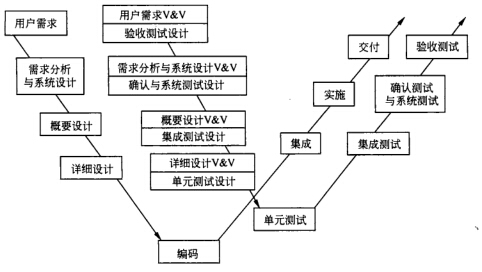 用户需求
需求分析
与系统设计
概要设计
详细设计
编码
用户需求V&V
验收测试设计
需求分析与系统设计V&V
确认与系统测试设计
概要设计V&V
集成测试设计
详细设计V&V
单元测试设计
单元测试
集成
实施
交付
集成测试
确认测试
与系统测试
验收测试